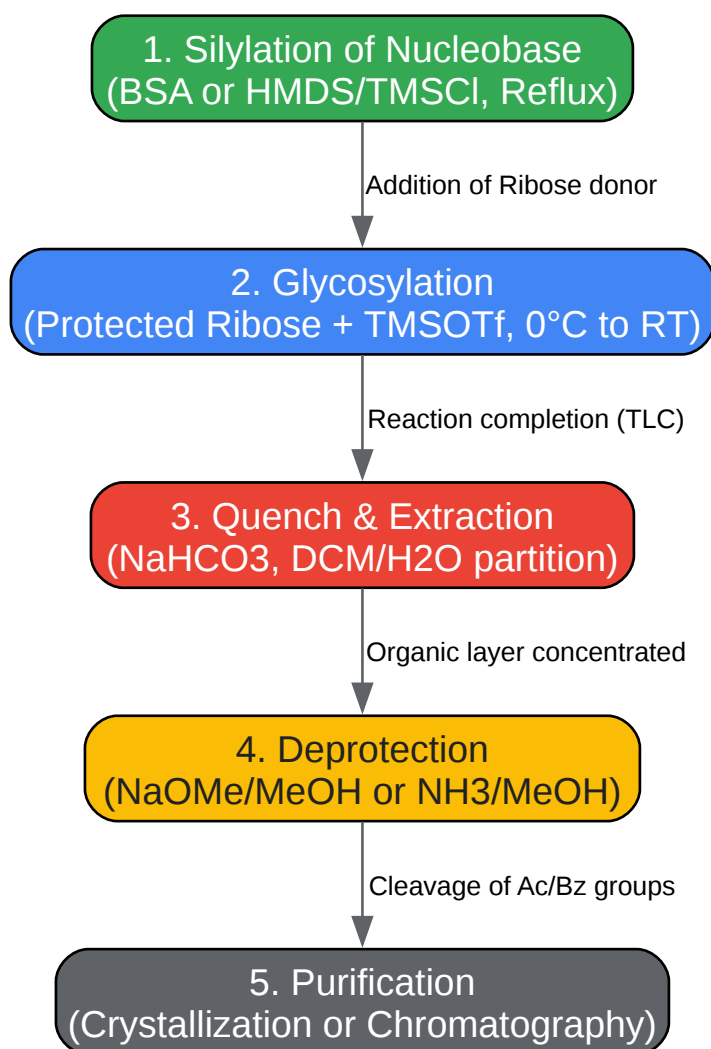 1. Silylation of Nucleobase
(BSA or HMDS/TMSCl, Reflux)
Addition of Ribose donor
2. Glycosylation
(Protected Ribose + TMSOTf, 0°C to RT)
Reaction completion (TLC)
3. Quench & Extraction
(NaHCO3, DCM/H2O partition)
Organic layer concentrated
4. Deprotection
(NaOMe/MeOH or NH3/MeOH)
Cleavage of Ac/Bz groups
5. Purification
(Crystallization or Chromatography)